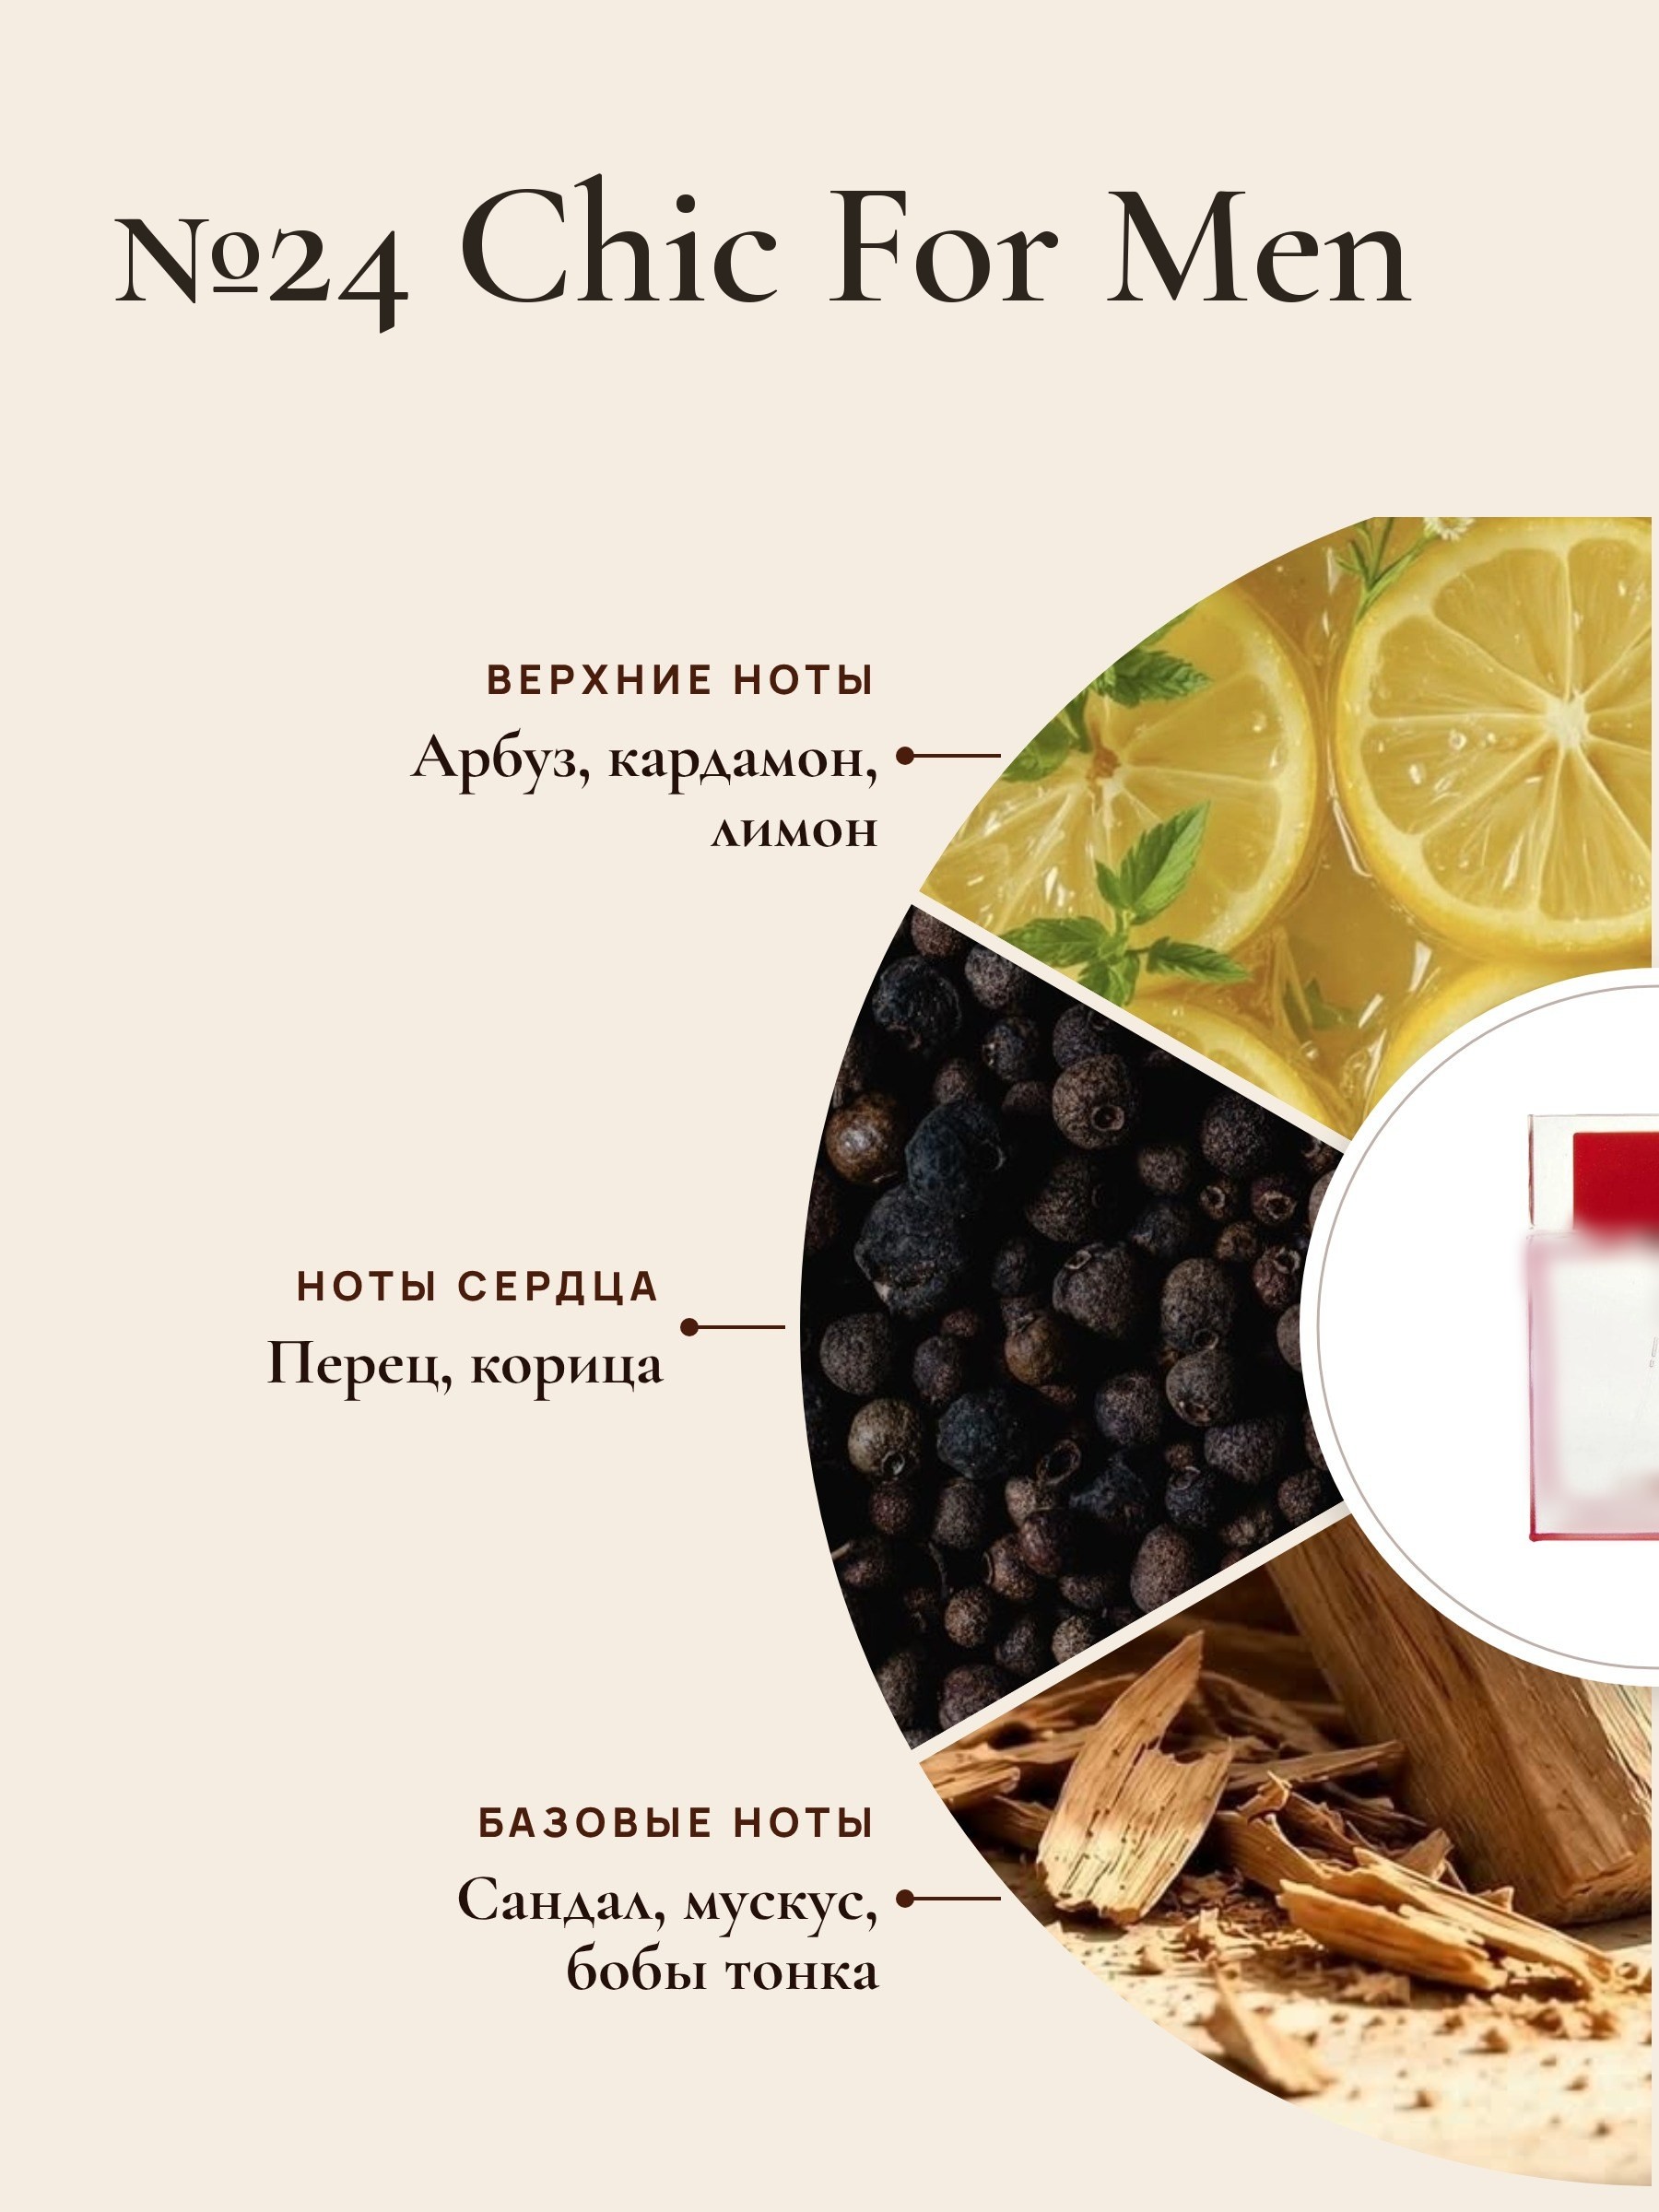 №24 Chic For Men
ВЕРХНИЕ НОТЫ
Арбуз, кардамон,
лимон
НОТЫ СЕРДЦА
Перец, корица
БАЗОВЫЕ НОТЫ
Сандал, мускус,
бобы тонка